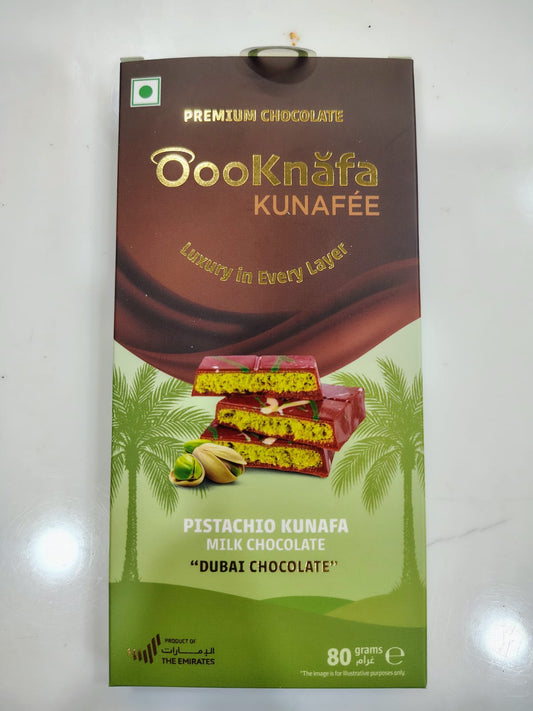 PREMIUM CHOCOLATE
OooKnăfa
KUNAFÉE
Luxury in Every Layer
PISTACHIO KUNAFA
MILK CHOCOLATE
“DUBAI CHOCOLATE”
PRODUCT OF
الإمارات
THE EMIRATES
80 grams غرام ℮
*The image is for illustrative purposes only